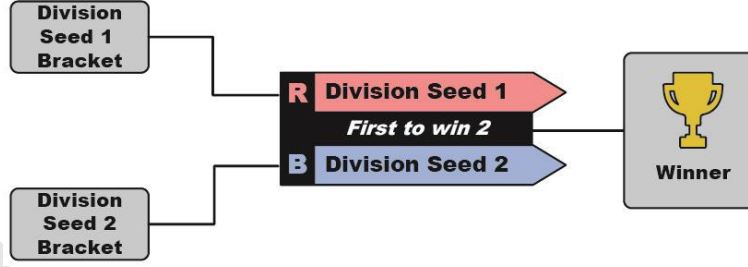 Division
Seed 1
Bracket
R Division Seed 1
First to win 2
B Division Seed 2
Winner
Division
Seed 2
Bracket